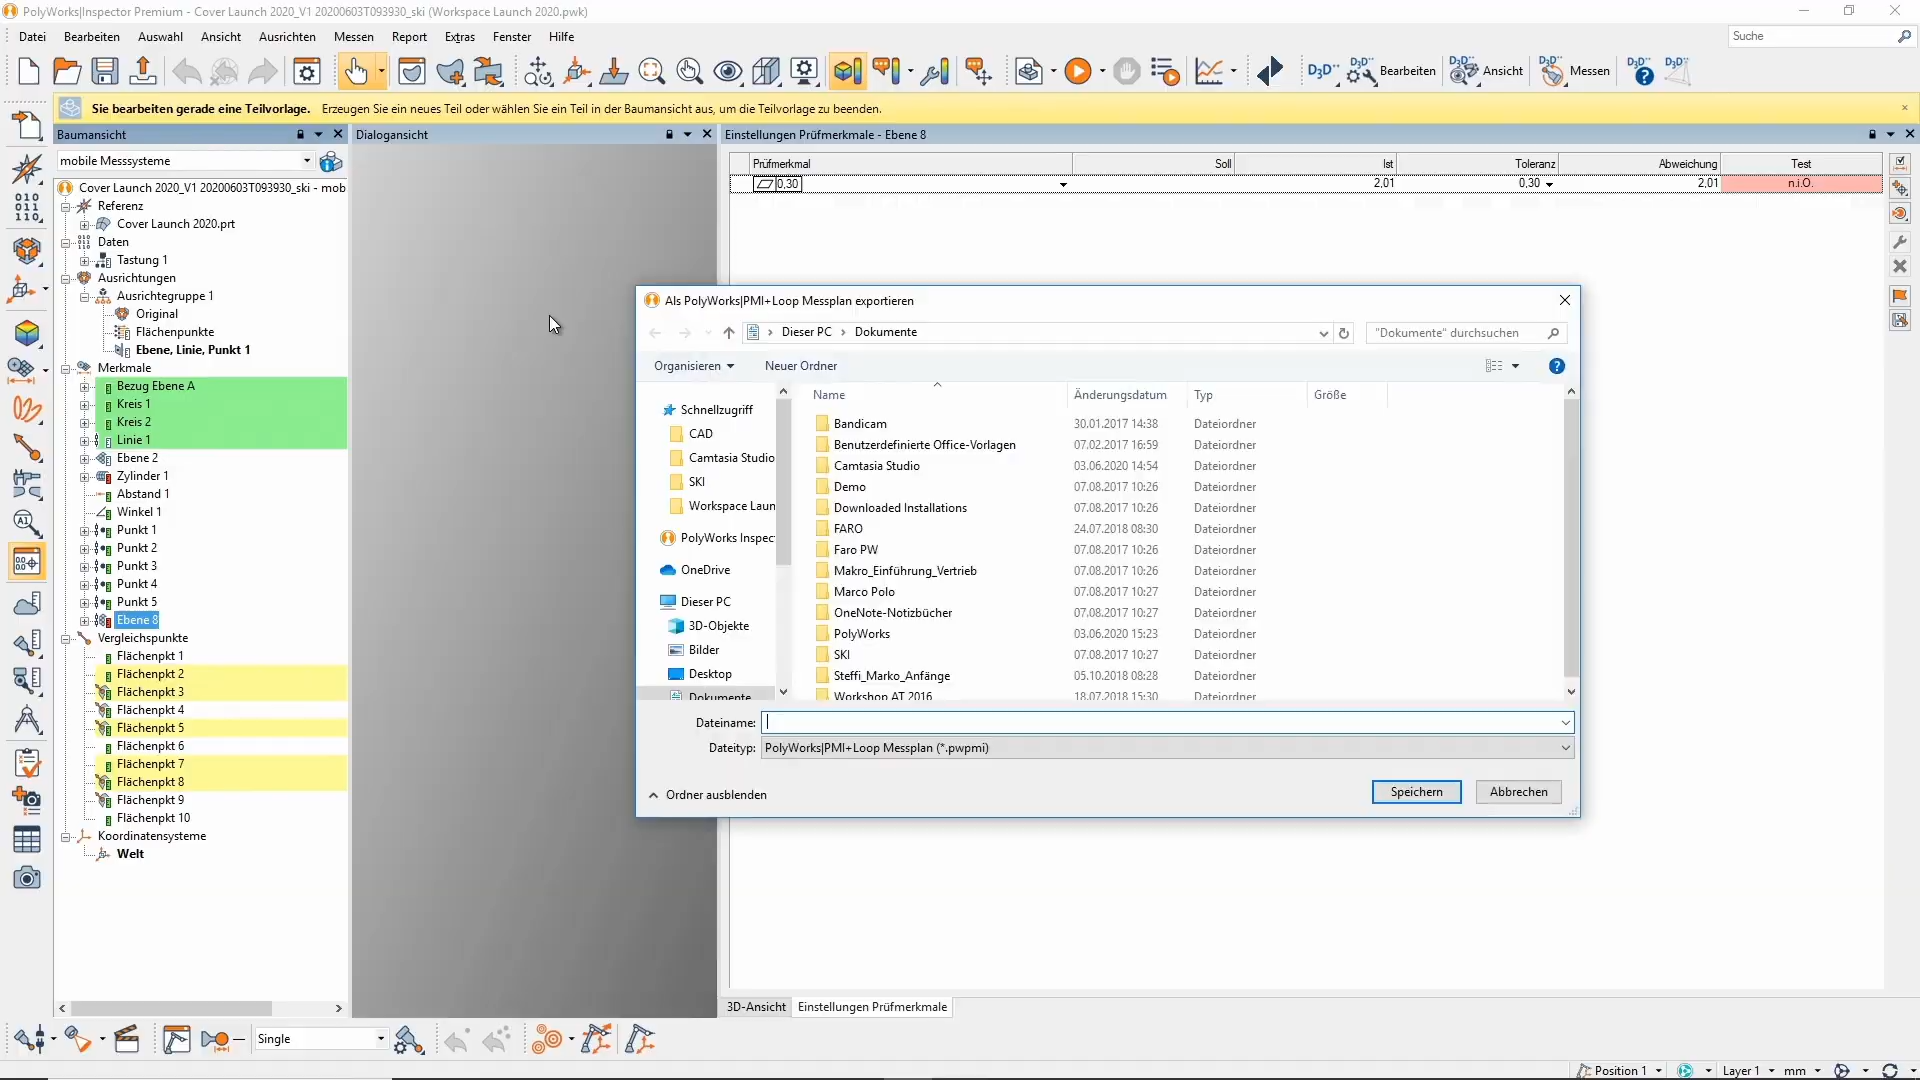 PolyWorks|Inspector Premium - Cover Launch 2020_V1 20200603T093930_ski (Workspace Launch 2020.pwk)
Datei Bearbeiten Auswahl Ansicht Ausrichten Messen Report Extras Fenster Hilfe Suche
Bearbeiten Ansicht Messen
Sie bearbeiten gerade eine Teilvorlage. Erzeugen Sie ein neues Teil oder wählen Sie ein Teil in der Baumansicht aus, um die Teilvorlage zu beenden.
Baumansicht
mobile Messsysteme
Cover Launch 2020_V1 20200603T093930_ski - mob
Referenz
Cover Launch 2020.prt
Daten
Tastung 1
Ausrichtungen
Ausrichtegruppe 1
Original
Flächenpunkte
Ebene, Linie, Punkt 1
Merkmale
Bezug Ebene A
Kreis 1
Kreis 2
Linie 1
Ebene 2
Zylinder 1
Abstand 1
Winkel 1
Punkt 1
Punkt 2
Punkt 3
Punkt 4
Punkt 5
Ebene 8
Vergleichspunkte
Flächenpkt 1
Flächenpkt 2
Flächenpkt 3
Flächenpkt 4
Flächenpkt 5
Flächenpkt 6
Flächenpkt 7
Flächenpkt 8
Flächenpkt 9
Flächenpkt 10
Koordinatensysteme
Welt
Dialogansicht
Einstellungen Prüfmerkmale - Ebene 8
Prüfmerkmal Soll Ist Toleranz Abweichung Test
0,30 2,01 0,30 2,01 n.i.O.
Als PolyWorks|PMI+Loop Messplan exportieren
Dieser PC Dokumente "Dokumente" durchsuchen
Organisieren Neuer Ordner
Schnellzugriff
CAD
Camtasia Studio
SKI
Workspace Laun
PolyWorks Inspec
OneDrive
Dieser PC
3D-Objekte
Bilder
Desktop
Dokumente
Name Änderungsdatum Typ Größe
Bandicam 30.01.2017 14:38 Dateiordner
Benutzerdefinierte Office-Vorlagen 07.02.2017 16:59 Dateiordner
Camtasia Studio 03.06.2020 14:54 Dateiordner
Demo 07.08.2017 10:26 Dateiordner
Downloaded Installations 07.08.2017 10:26 Dateiordner
FARO 24.07.2018 08:30 Dateiordner
Faro PW 07.08.2017 10:26 Dateiordner
Makro_Einführung_Vertrieb 07.08.2017 10:26 Dateiordner
Marco Polo 07.08.2017 10:26 Dateiordner
OneNote-Notizbücher 07.08.2017 10:27 Dateiordner
PolyWorks 03.06.2020 15:23 Dateiordner
SKI 07.08.2017 10:27 Dateiordner
Steffi_Marko_Anfänge 05.10.2018 08:28 Dateiordner
Workshop AT 2016 18.07.2018 15:30 Dateiordner
Dateiname:
Dateityp: PolyWorks|PMI+Loop Messplan (*.pwpmi)
Ordner ausblenden Speichern Abbrechen
3D-Ansicht Einstellungen Prüfmerkmale
Single
Position 1 Layer 1 mm